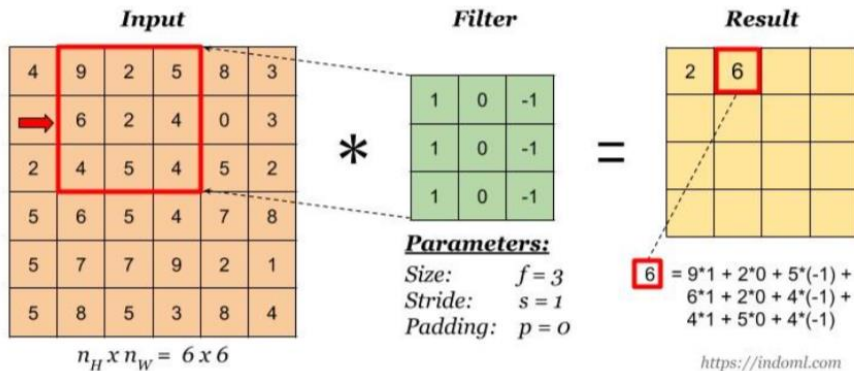 Input
Filter
Result
4 9 2 5 8 3
6 2 4 0 3
2 4 5 4 5 2
5 6 5 4 7 8
5 7 7 9 2 1
5 8 5 3 8 4
n_H x n_W = 6 x 6
*
1 0 -1
1 0 -1
1 0 -1
Parameters:
Size: f = 3
Stride: s = 1
Padding: p = 0
=
2 6
6 = 9*1 + 2*0 + 5*(-1) +
6*1 + 2*0 + 4*(-1) +
4*1 + 5*0 + 4*(-1)
https://indoml.com